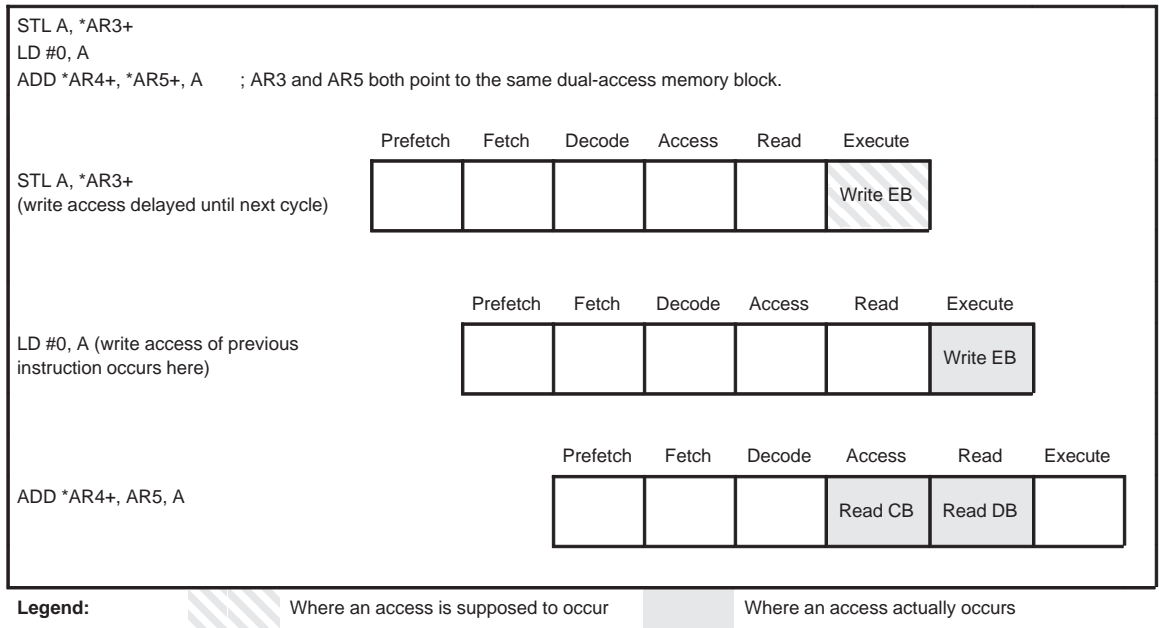 STL A, *AR3+
LD #0, A
ADD *AR4+, *AR5+, A ; AR3 and AR5 both point to the same dual-access memory block.
Prefetch Fetch Decode Access Read Execute
STL A, *AR3+
(write access delayed until next cycle)
Write EB
Prefetch Fetch Decode Access Read Execute
LD #0, A (write access of previous
instruction occurs here)
Write EB
Prefetch Fetch Decode Access Read Execute
ADD *AR4+, AR5, A
Read CB Read DB
Legend: Where an access is supposed to occur Where an access actually occurs